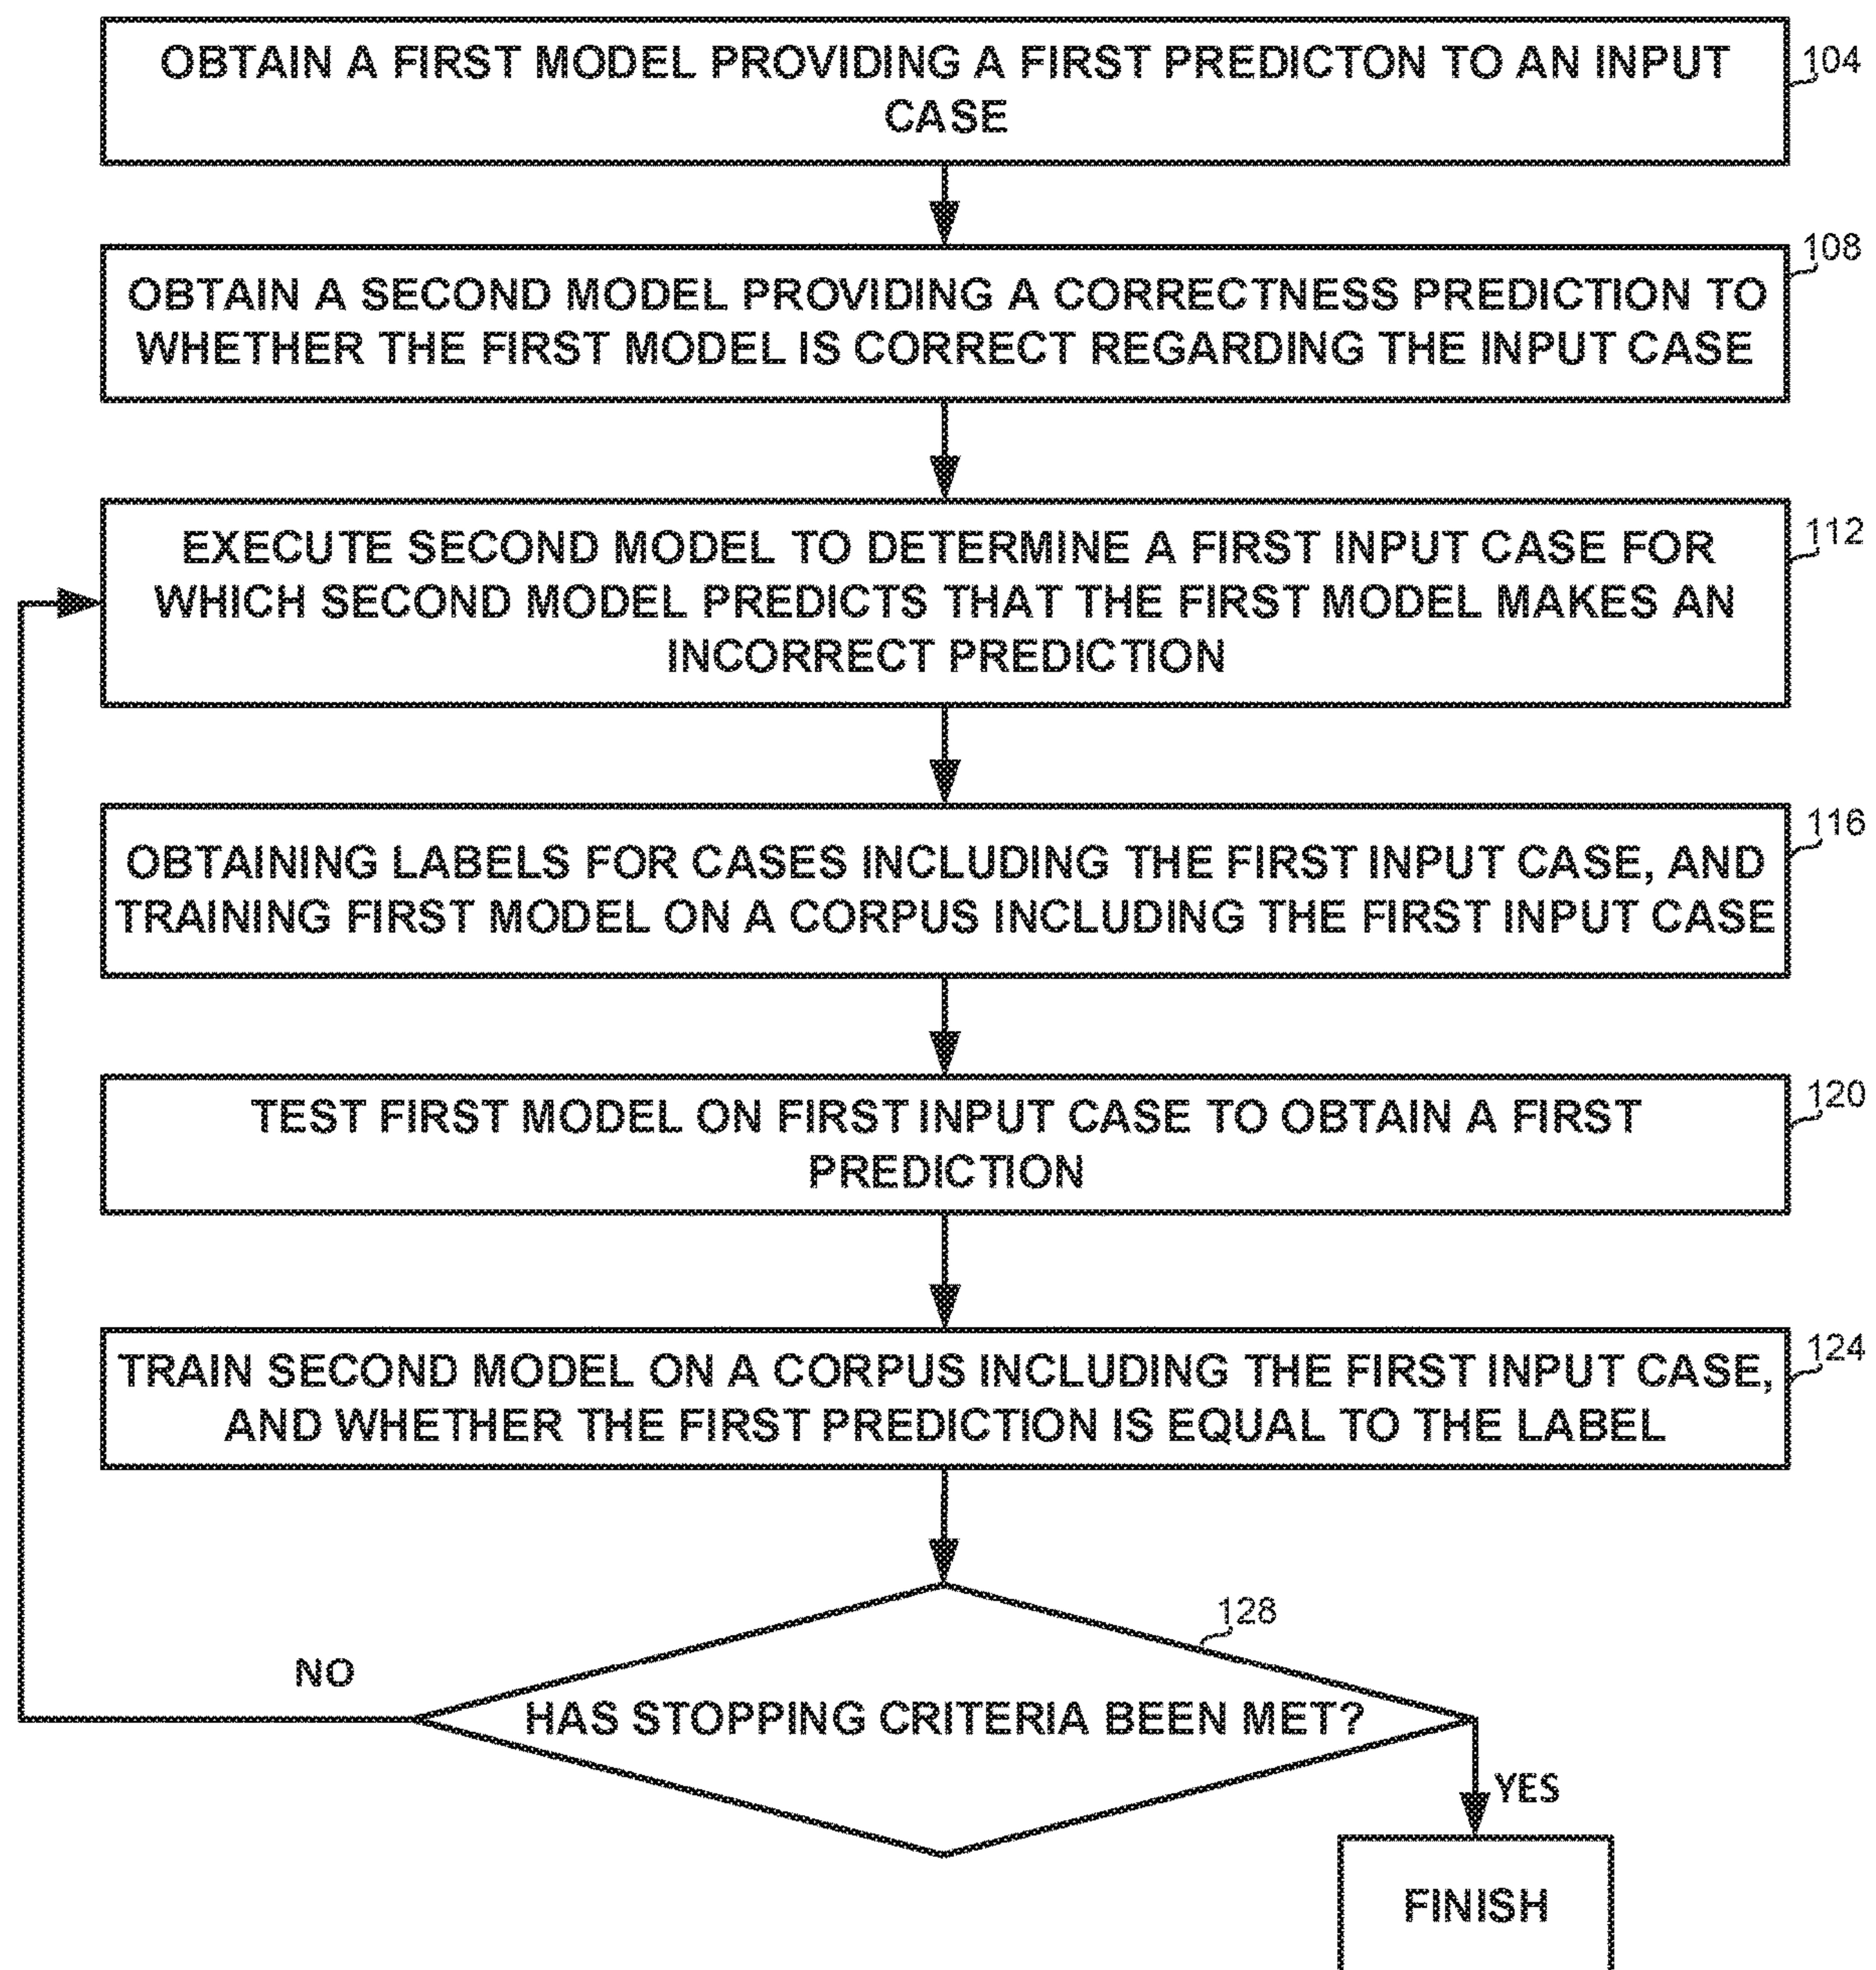 OBTAIN A FIRST MODEL PROVIDING A FIRST PREDICTON TO AN INPUT
CASE
104
OBTAIN A SECOND MODEL PROVIDING A CORRECTNESS PREDICTION TO
WHETHER THE FIRST MODEL IS CORRECT REGARDING THE INPUT CASE
108
EXECUTE SECOND MODEL TO DETERMINE A FIRST INPUT CASE FOR
WHICH SECOND MODEL PREDICTS THAT THE FIRST MODEL MAKES AN
INCORRECT PREDICTION
112
OBTAINING LABELS FOR CASES INCLUDING THE FIRST INPUT CASE, AND
TRAINING FIRST MODEL ON A CORPUS INCLUDING THE FIRST INPUT CASE
116
TEST FIRST MODEL ON FIRST INPUT CASE TO OBTAIN A FIRST
PREDICTION
120
TRAIN SECOND MODEL ON A CORPUS INCLUDING THE FIRST INPUT CASE,
AND WHETHER THE FIRST PREDICTION IS EQUAL TO THE LABEL
124
128
NO
HAS STOPPING CRITERIA BEEN MET?
YES
FINISH